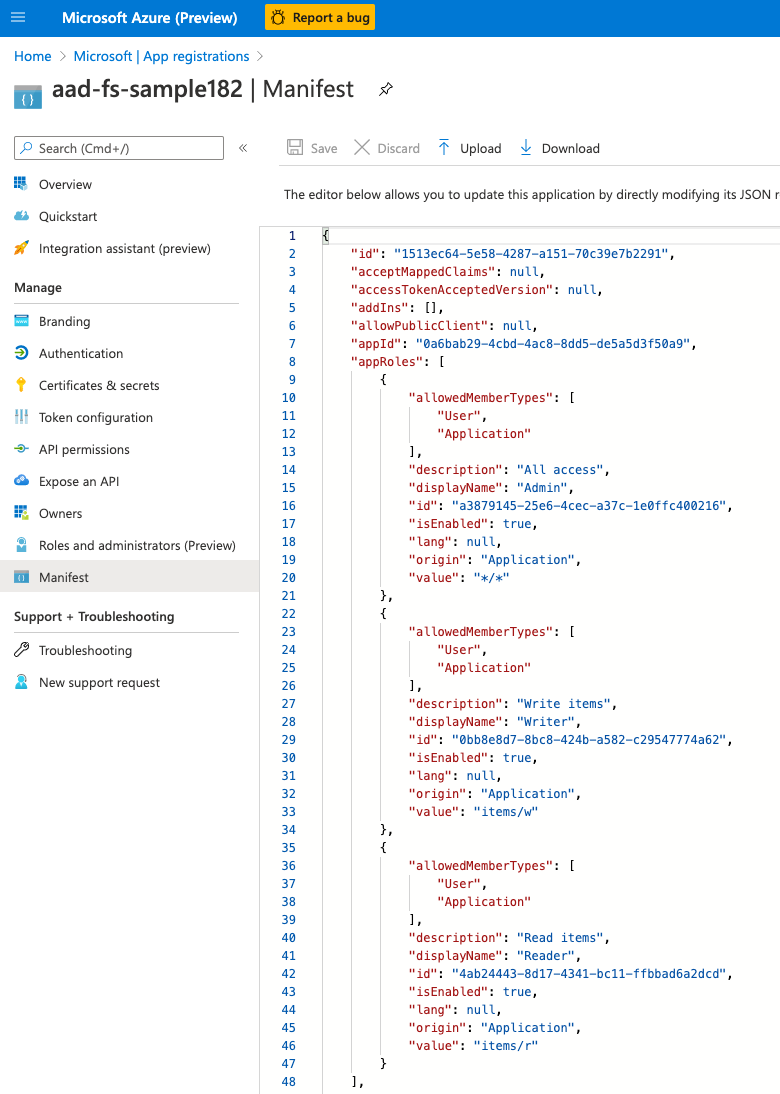 Microsoft Azure (Preview)
Report a bug
Home > Microsoft | App registrations >
{ }
aad-fs-sample182 | Manifest
Search (Cmd+/)
«
Save
Discard
Upload
Download
Overview
Quickstart
Integration assistant (preview)
Manage
Branding
Authentication
Certificates & secrets
Token configuration
API permissions
Expose an API
Owners
Roles and administrators (Preview)
Manifest
Support + Troubleshooting
Troubleshooting
New support request
The editor below allows you to update this application by directly modifying its JSON r
1 {
2 "id": "1513ec64-5e58-4287-a151-70c39e7b2291",
3 "acceptMappedClaims": null,
4 "accessTokenAcceptedVersion": null,
5 "addIns": [],
6 "allowPublicClient": null,
7 "appId": "0a6bab29-4cbd-4ac8-8dd5-de5a5d3f50a9",
8 "appRoles": [
9 {
10 "allowedMemberTypes": [
11 "User",
12 "Application"
13 ],
14 "description": "All access",
15 "displayName": "Admin",
16 "id": "a3879145-25e6-4cec-a37c-1e0ffc400216",
17 "isEnabled": true,
18 "lang": null,
19 "origin": "Application",
20 "value": "*/*"
21 },
22 {
23 "allowedMemberTypes": [
24 "User",
25 "Application"
26 ],
27 "description": "Write items",
28 "displayName": "Writer",
29 "id": "0bb8e8d7-8bc8-424b-a582-c29547774a62",
30 "isEnabled": true,
31 "lang": null,
32 "origin": "Application",
33 "value": "items/w"
34 },
35 {
36 "allowedMemberTypes": [
37 "User",
38 "Application"
39 ],
40 "description": "Read items",
41 "displayName": "Reader",
42 "id": "4ab24443-8d17-4341-bc11-ffbbad6a2dcd",
43 "isEnabled": true,
44 "lang": null,
45 "origin": "Application",
46 "value": "items/r"
47 }
48 ],